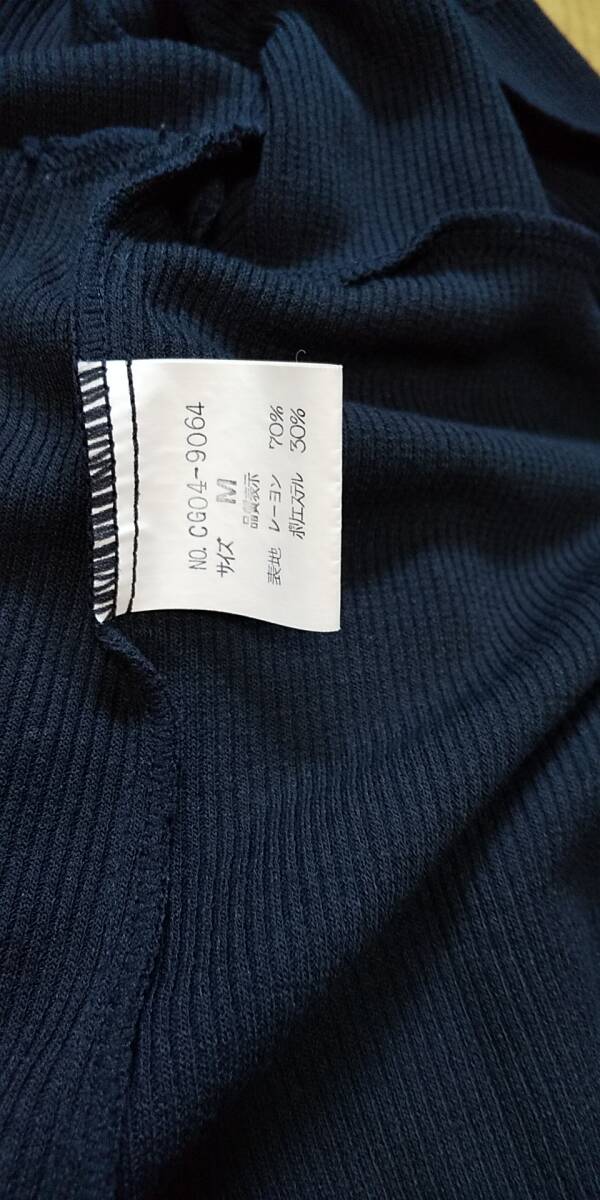 NO. CG04-9064
サイズ M
品質表示
表地 レーヨン 70%
ポリエステル 30%